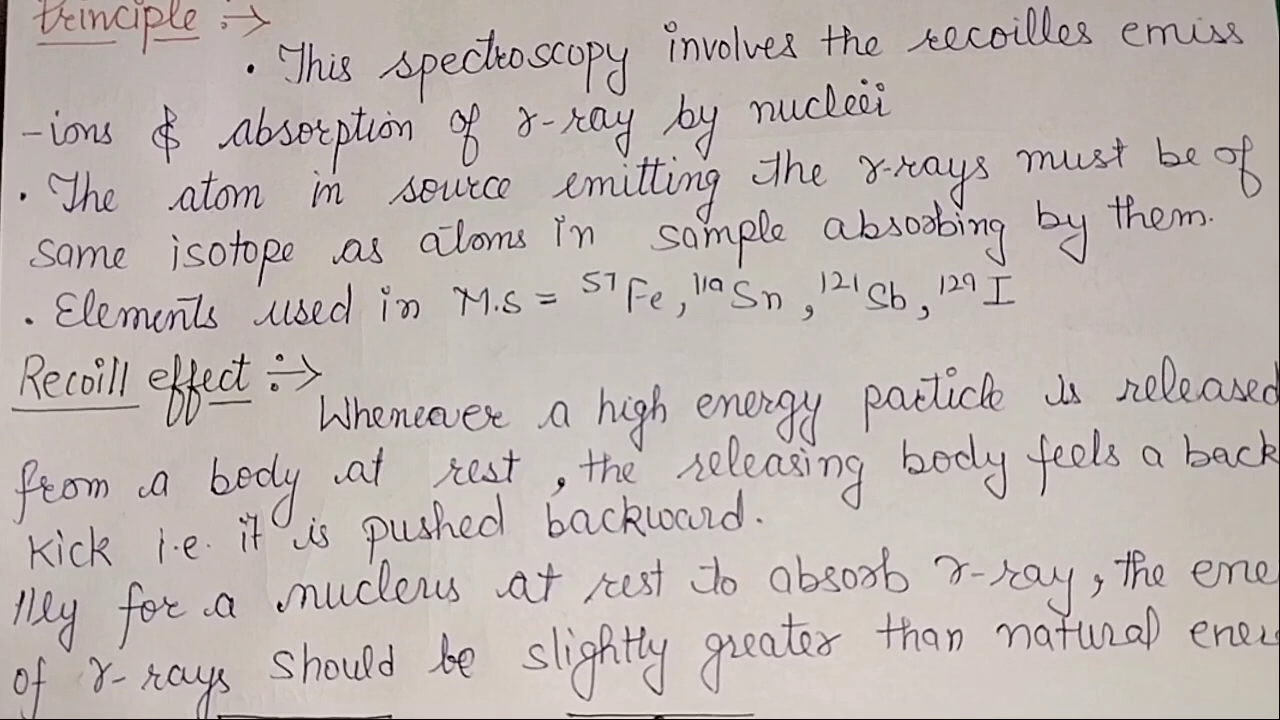 Principle :→
• This spectroscopy involves the recoilles emiss
-ions & absorption of γ-ray by nucleii
• The atom in source emitting the γ-rays must be of
same isotope as atoms in sample absorbing by them.
• Elements used in M.S = ⁵⁷Fe, ¹¹⁹Sn, ¹²¹Sb, ¹²⁹I
Recoill effect :→
Whenever a high energy particle is released
from a body at rest, the releasing body feels a back
kick i.e. it is pushed backward.
llly for a nucleus at rest to absorb γ-ray, the ene
of γ-rays should be slightly greater than natural ener